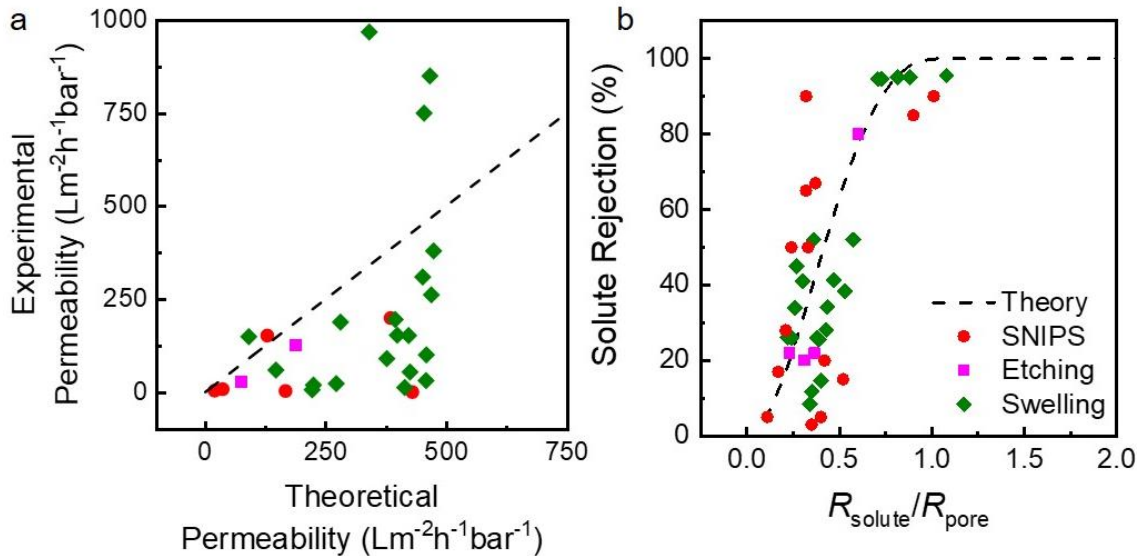 a
Experimental
Permeability (Lm⁻²h⁻¹bar⁻¹)
1000
750
500
250
0
0 250 500 750
Theoretical
Permeability (Lm⁻²h⁻¹bar⁻¹)
b
Solute Rejection (%)
100
80
60
40
20
0
Theory
SNIPS
Etching
Swelling
0.0 0.5 1.0 1.5 2.0
R_solute/R_pore